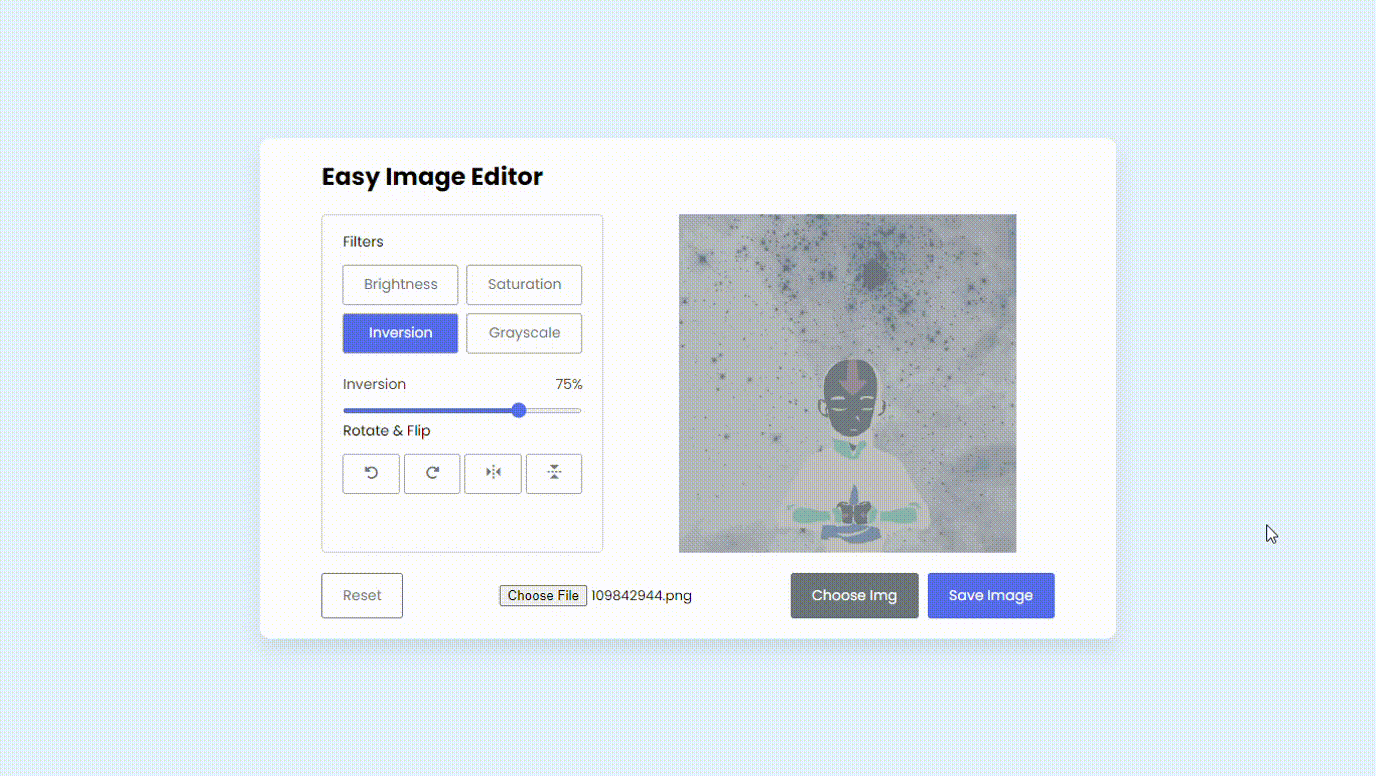 Easy Image Editor
Filters
Brightness Saturation
Inversion Grayscale
Inversion 75%
Rotate & Flip
Reset Choose File 109842944.png Choose Img Save Image